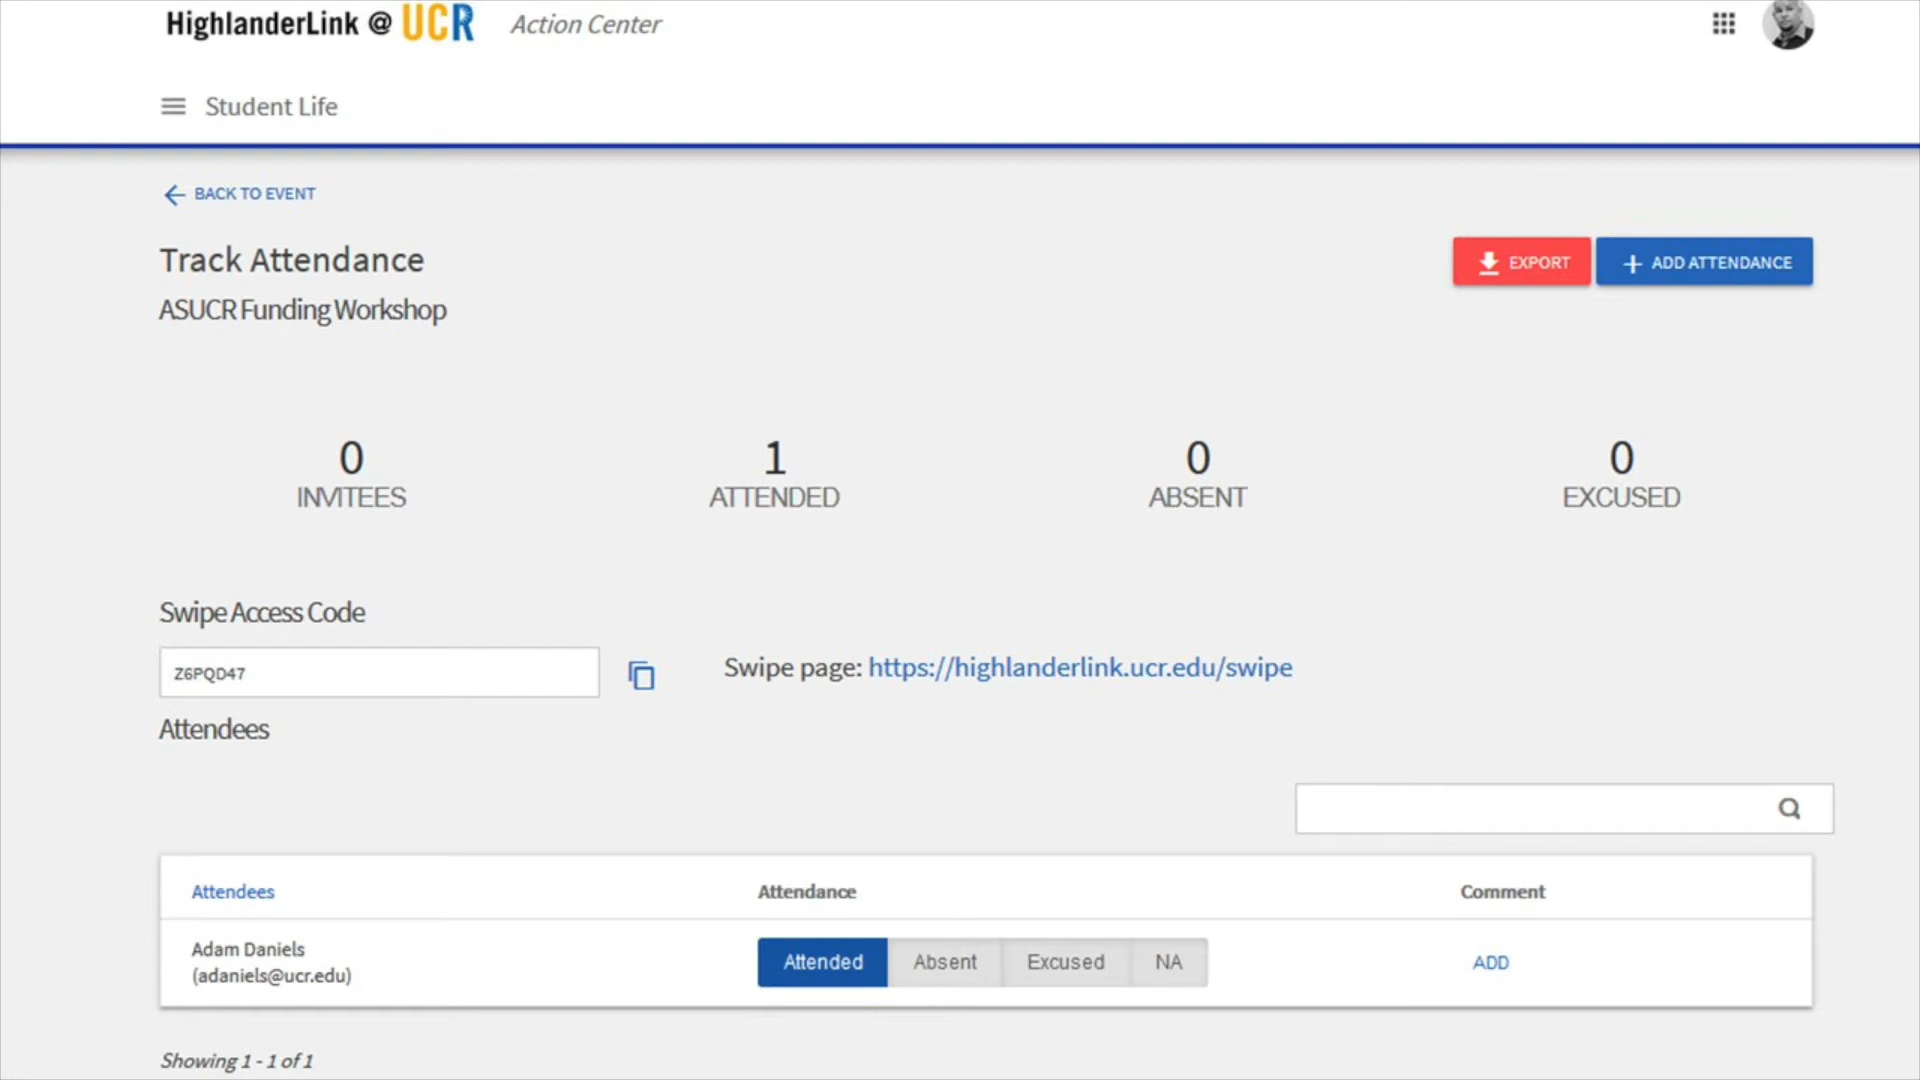 HighlanderLink @ UCR Action Center
Student Life
BACK TO EVENT
Track Attendance
EXPORT
ADD ATTENDANCE
ASUCR Funding Workshop
0 1 0 0
INVITEES ATTENDED ABSENT EXCUSED
Swipe Access Code
Z6PQD47
Swipe page: https://highlanderlink.ucr.edu/swipe
Attendees
Attendees Attendance Comment
Adam Daniels
(adaniels@ucr.edu)
Attended Absent Excused NA
ADD
Showing 1 - 1 of 1